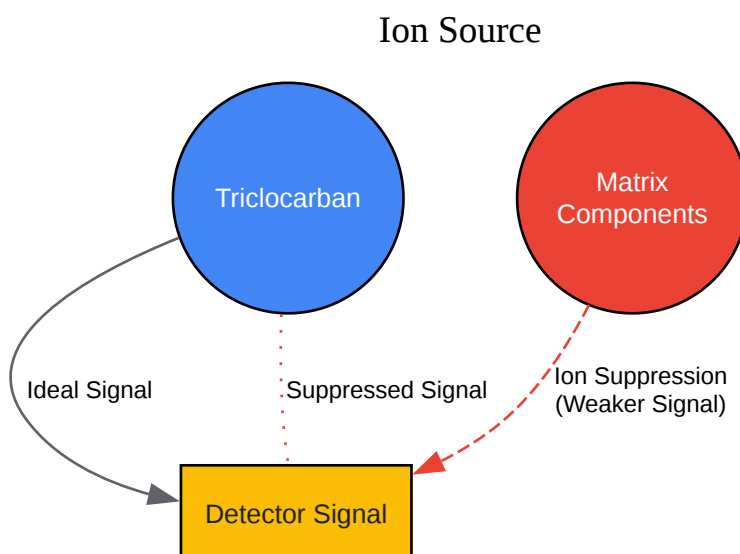 Ion Source
Triclocarban
Matrix
Components
Ideal Signal
Suppressed Signal
Ion Suppression
(Weaker Signal)
Detector Signal